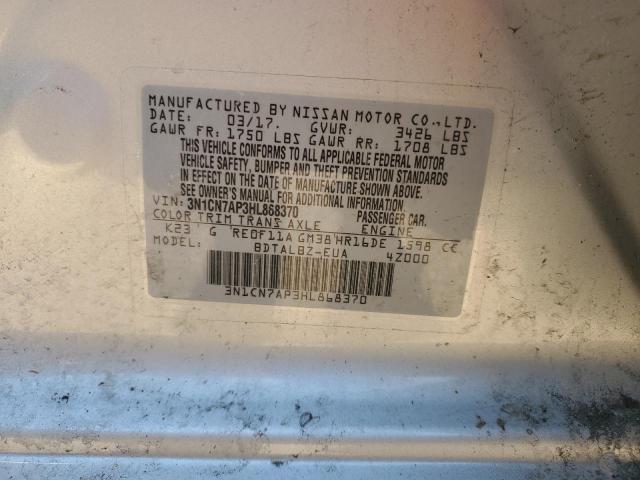 MANUFACTURED BY NISSAN MOTOR CO.,LTD.
DATE: 03/17. GVWR: 3426 LBS
GAWR FR: 1750 LBS GAWR RR: 1708 LBS
THIS VEHICLE CONFORMS TO ALL APPLICABLE FEDERAL MOTOR
VEHICLE SAFETY, BUMPER AND THEFT PREVENTION STANDARDS
IN EFFECT ON THE DATE OF MANUFACTURE SHOWN ABOVE.
SEE OWNER'S MANUAL FOR ADDITIONAL INFORMATION.
VIN: 3N1CN7AP3HL868370 PASSENGER CAR.
COLOR TRIM TRANS AXLE ENGINE
K23 G RE0F11A GM38 HR16DE 1598 CC
MODEL: BDTALBZ-EUA 4Z000
3N1CN7AP3HL868370